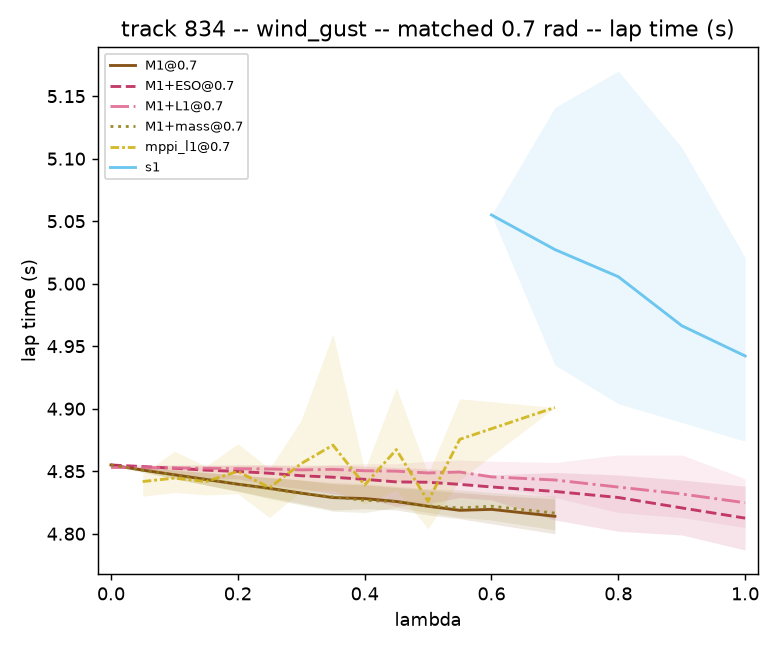 track 834 -- wind_gust -- matched 0.7 rad -- lap time (s)
M1@0.7
M1+ESO@0.7
M1+L1@0.7
M1+mass@0.7
mppi_l1@0.7
s1
lap time (s)
5.15
5.10
5.05
5.00
4.95
4.90
4.85
4.80
0.0 0.2 0.4 0.6 0.8 1.0
lambda